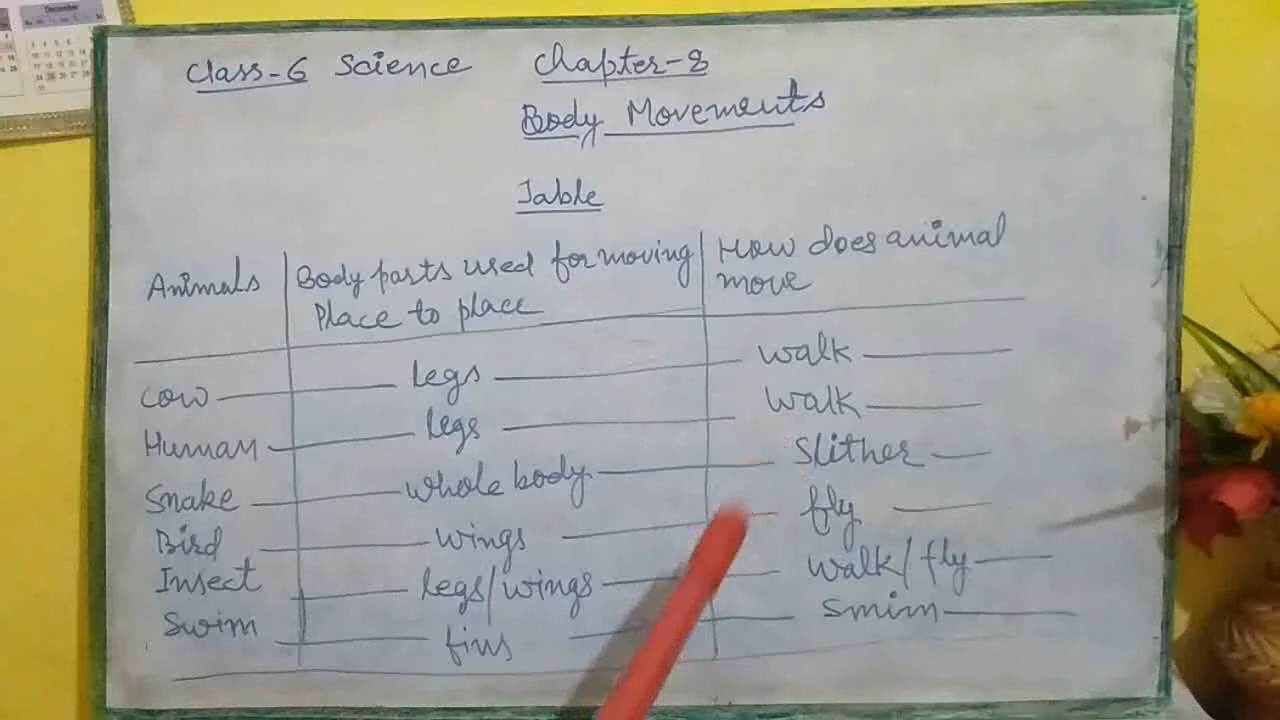 December
Class-6 Science Chapter-8
Body Movements
Table
Animals Body parts used for moving Place to place How does animal move
Cow legs walk
Human legs walk
Snake whole body Slither
Bird wings fly
Insect legs/wings walk/fly
Swim fins Smim